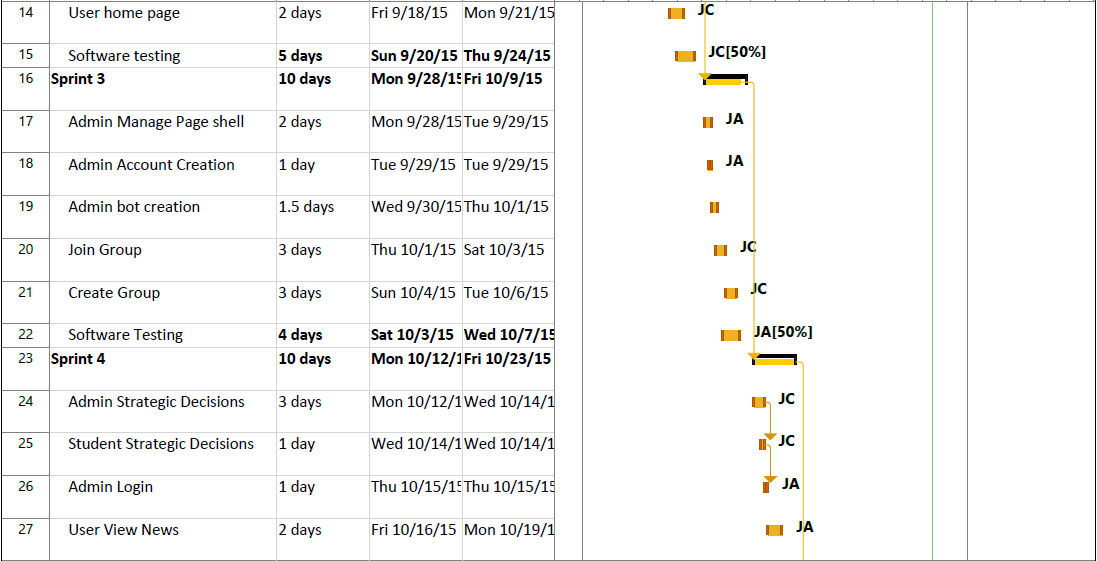 14 User home page 2 days Fri 9/18/15 Mon 9/21/15 JC
15 Software testing 5 days Sun 9/20/15 Thu 9/24/15 JC[50%]
16 Sprint 3 10 days Mon 9/28/15 Fri 10/9/15
17 Admin Manage Page shell 2 days Mon 9/28/15 Tue 9/29/15 JA
18 Admin Account Creation 1 day Tue 9/29/15 Tue 9/29/15 JA
19 Admin bot creation 1.5 days Wed 9/30/15 Thu 10/1/15
20 Join Group 3 days Thu 10/1/15 Sat 10/3/15 JC
21 Create Group 3 days Sun 10/4/15 Tue 10/6/15 JC
22 Software Testing 4 days Sat 10/3/15 Wed 10/7/15 JA[50%]
23 Sprint 4 10 days Mon 10/12/1 Fri 10/23/15
24 Admin Strategic Decisions 3 days Mon 10/12/1 Wed 10/14/1 JC
25 Student Strategic Decisions 1 day Wed 10/14/1 Wed 10/14/1 JC
26 Admin Login 1 day Thu 10/15/15 Thu 10/15/15 JA
27 User View News 2 days Fri 10/16/15 Mon 10/19/1 JA